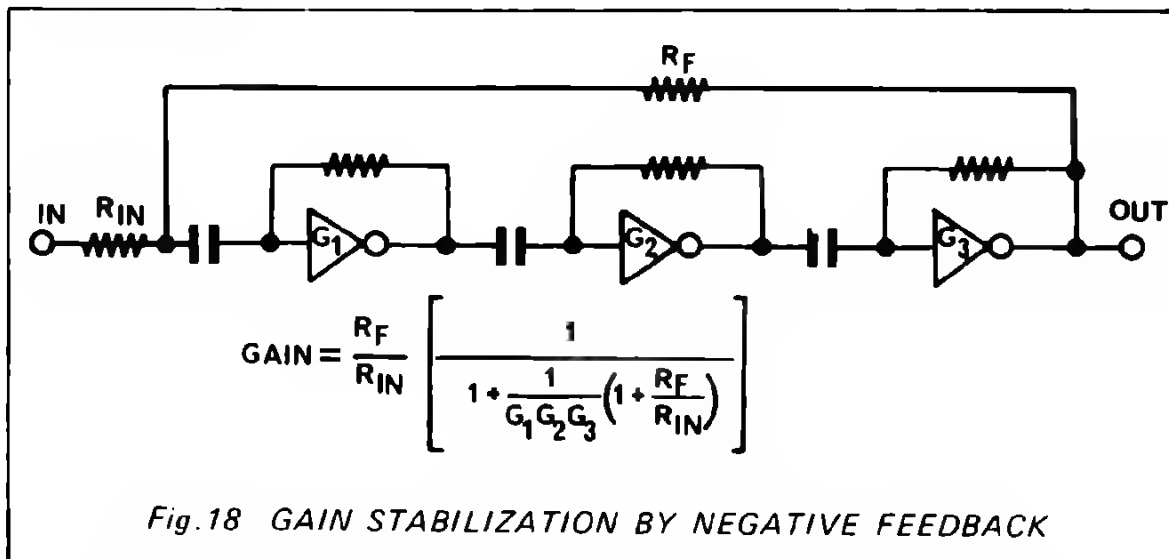 RF
IN RIN G1 G2 G3 OUT
GAIN = RF/RIN [1/(1 + 1/(G1G2G3) (1 + RF/RIN))]
Fig.18 GAIN STABILIZATION BY NEGATIVE FEEDBACK